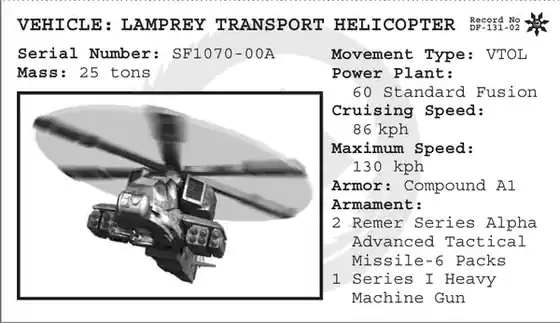 VEHICLE: LAMPREY TRANSPORT HELICOPTER
Record No
DF-131-02
Serial Number: SF1070-00A
Mass: 25 tons
Movement Type: VTOL
Power Plant:
60 Standard Fusion
Cruising Speed:
86 kph
Maximum Speed:
130 kph
Armor: Compound A1
Armament:
2 Remer Series Alpha
Advanced Tactical
Missile-6 Packs
1 Series I Heavy
Machine Gun